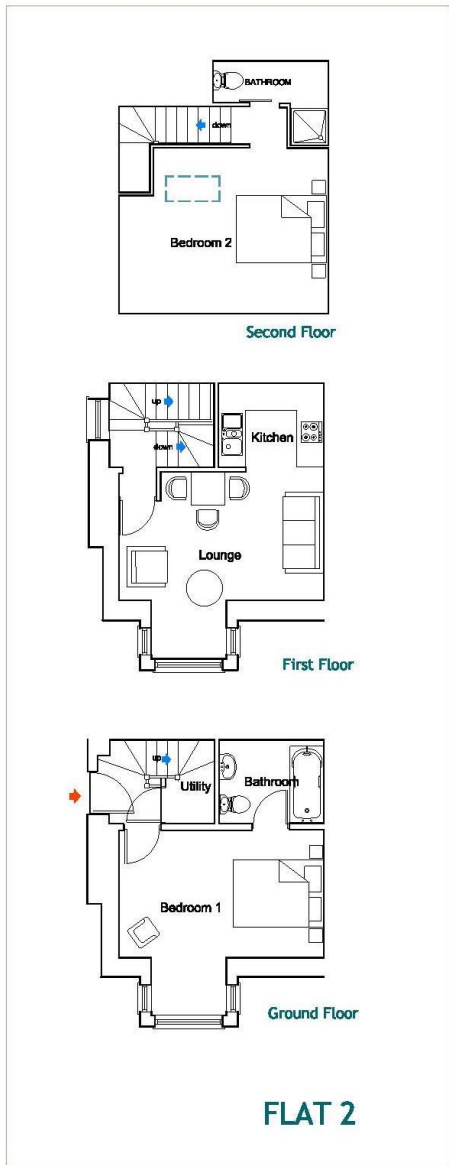 BATHROOM
down
Bedroom 2
Second Floor
up
Kitchen
down
Lounge
First Floor
up
Utility
Bathroom
Bedroom 1
Ground Floor
FLAT 2